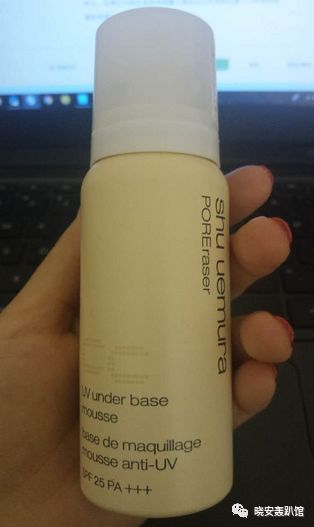 shu uemura
POREraser
UV under base
mousse
base de maquillage
mousse anti-UV
SPF 25 PA +++
晓安轰趴馆